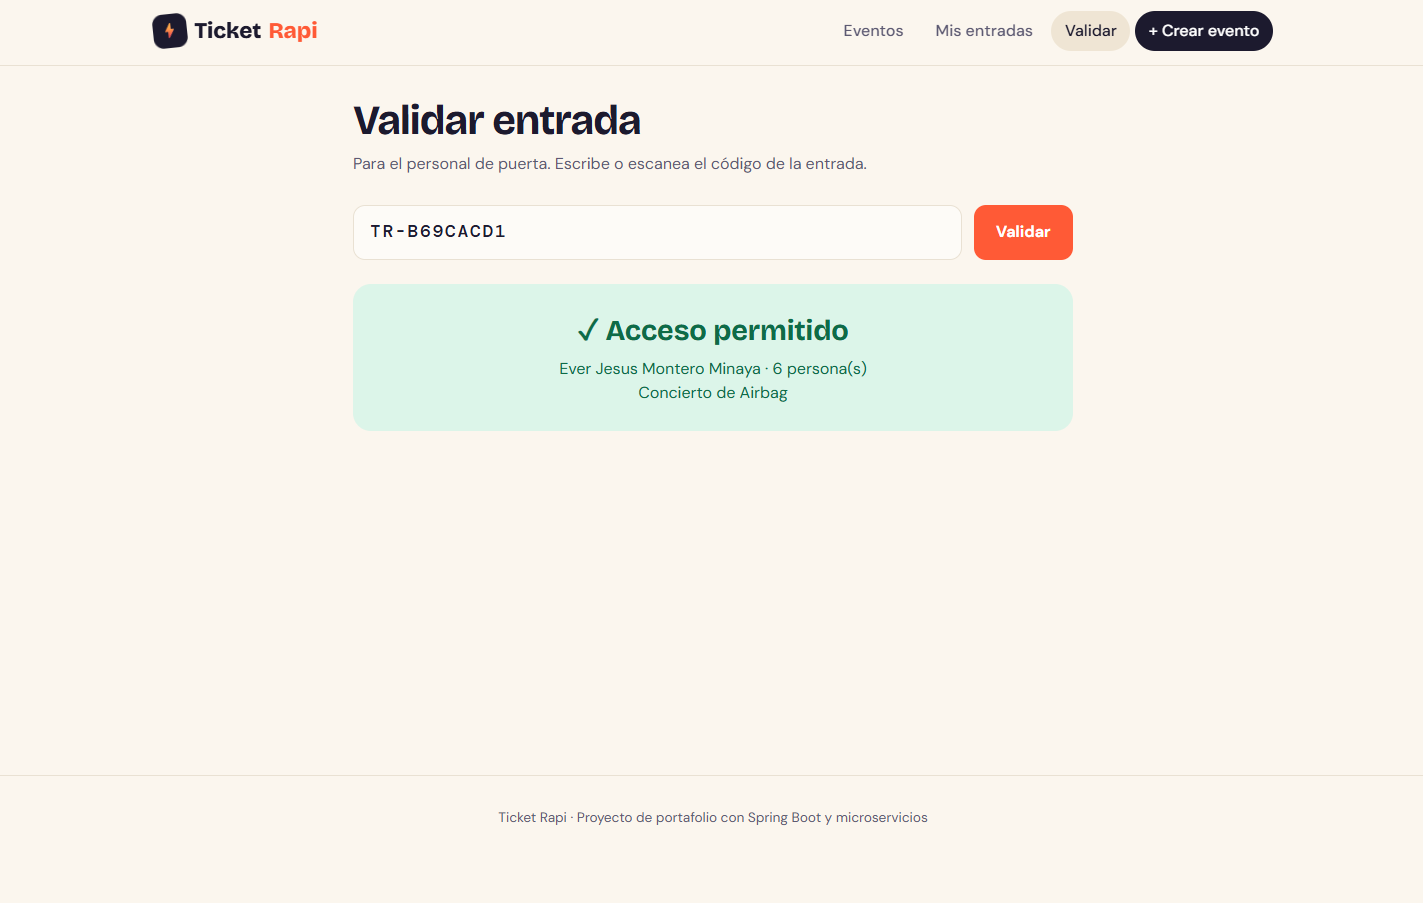 Ticket Rapi
Eventos
Mis entradas
Validar
+ Crear evento
Validar entrada
Para el personal de puerta. Escribe o escanea el código de la entrada.
TR-B69CACD1
Validar
✓ Acceso permitido
Ever Jesus Montero Minaya · 6 persona(s)
Concierto de Airbag
Ticket Rapi · Proyecto de portafolio con Spring Boot y microservicios